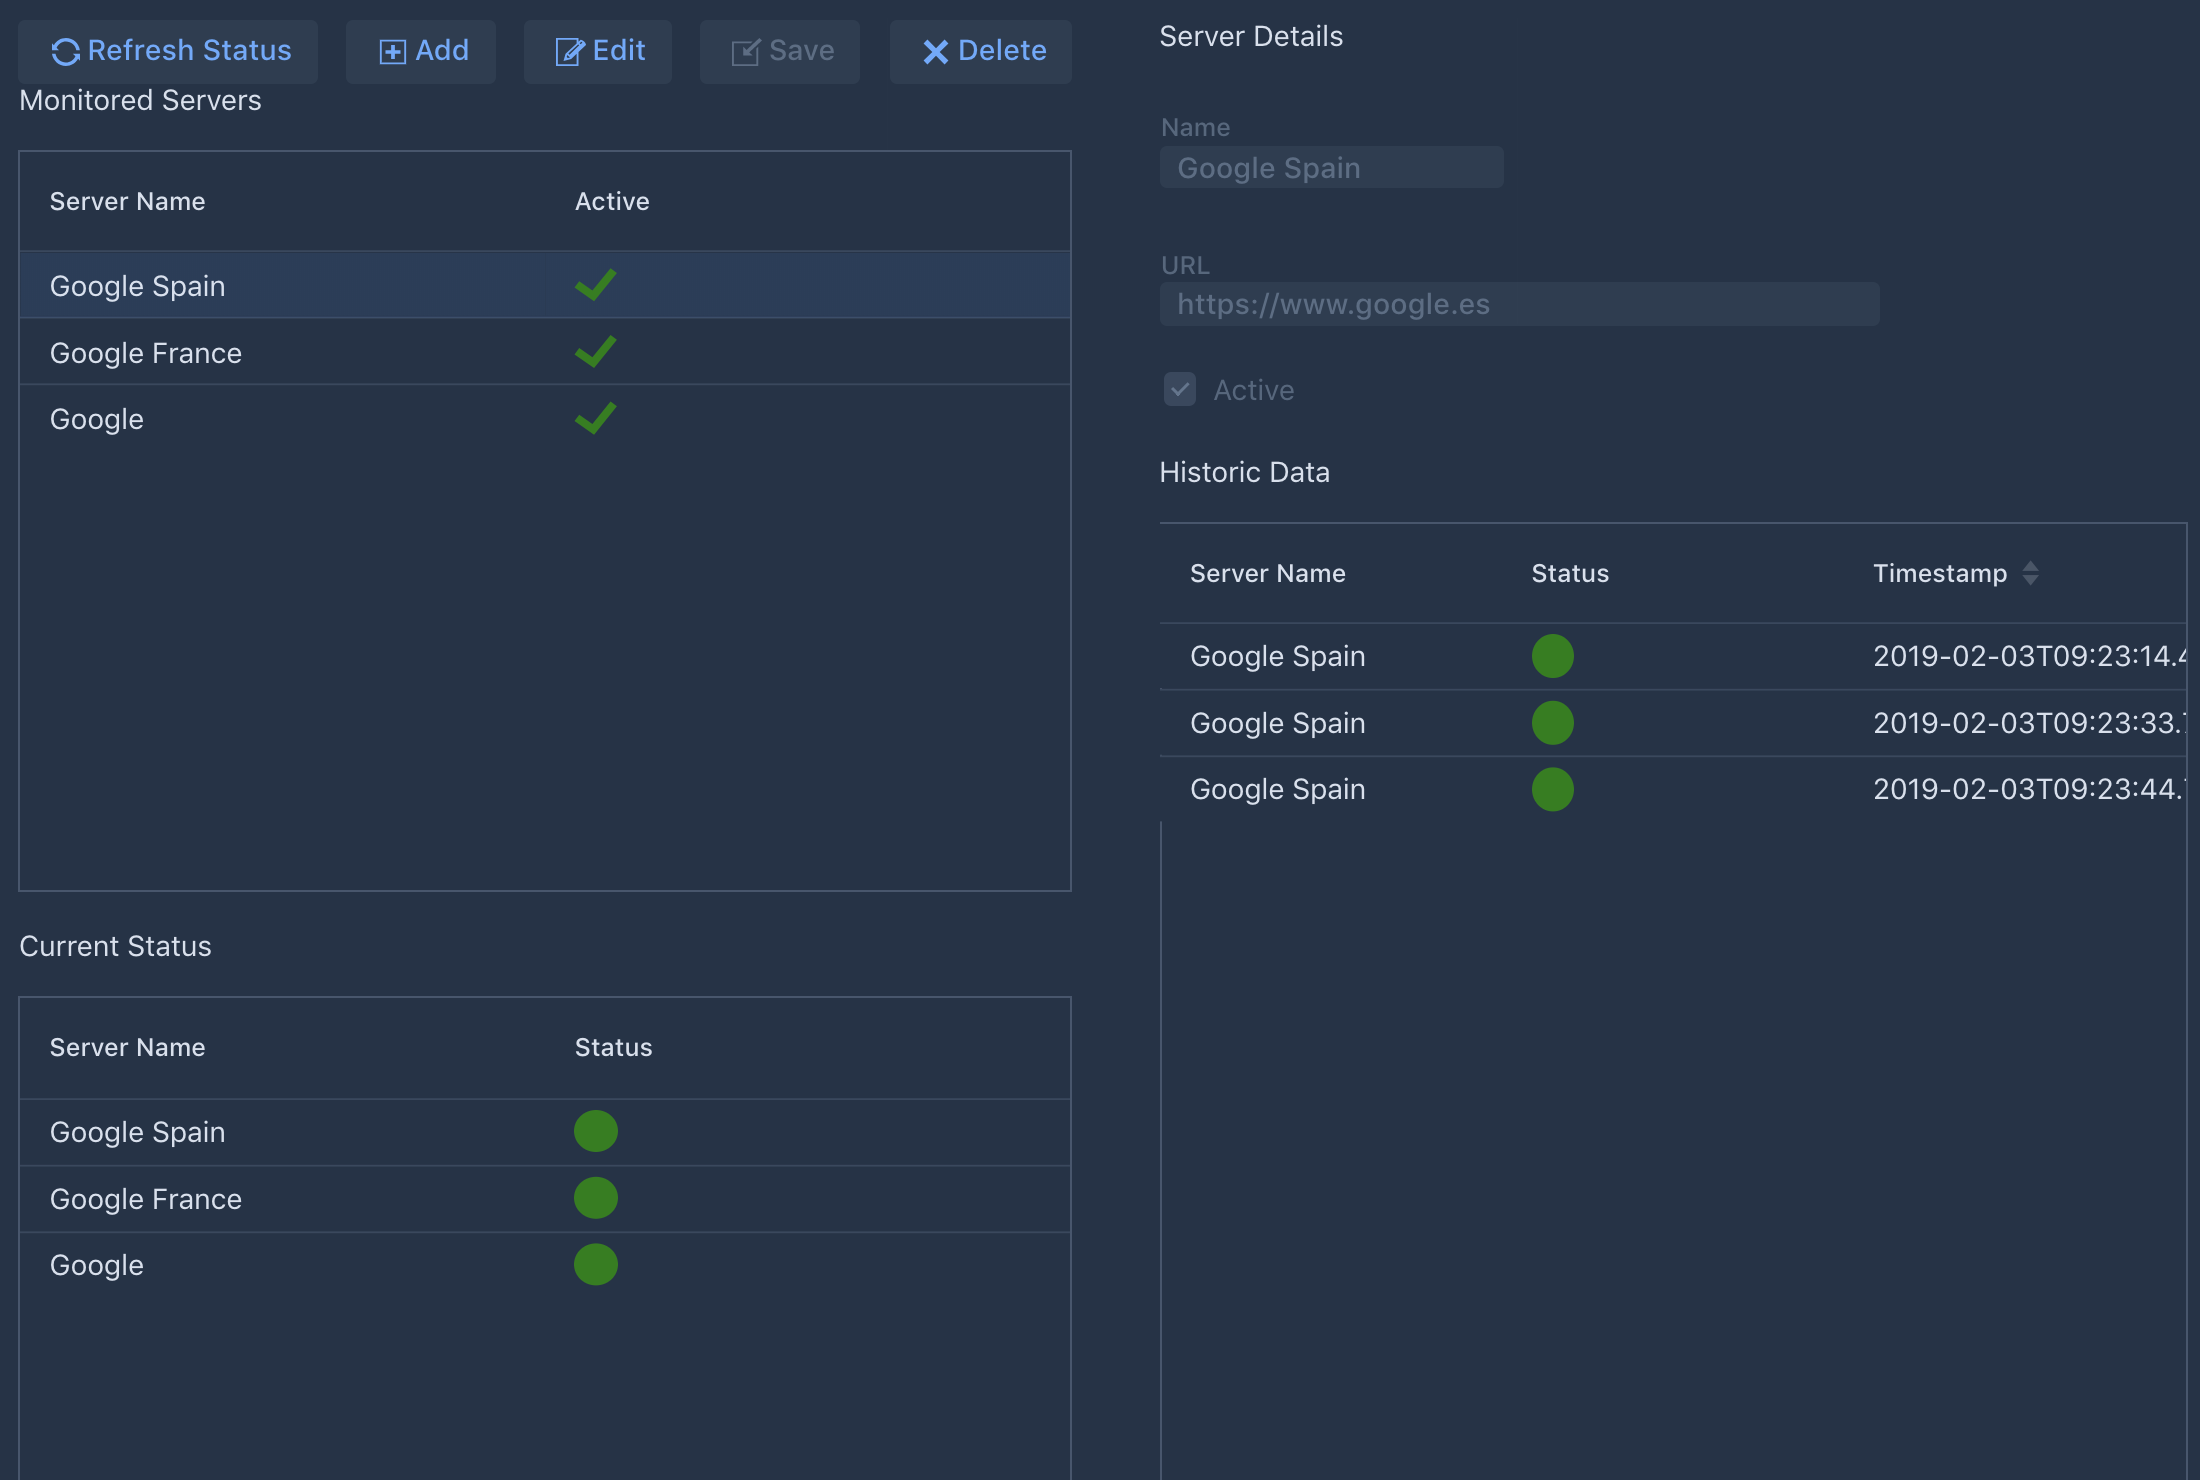 Refresh Status Add Edit Save Delete
Monitored Servers
Server Name Active
Google Spain
Google France
Google
Current Status
Server Name Status
Google Spain
Google France
Google
Server Details
Name
Google Spain
URL
https://www.google.es
Active
Historic Data
Server Name Status Timestamp
Google Spain 2019-02-03T09:23:14.4
Google Spain 2019-02-03T09:23:33.
Google Spain 2019-02-03T09:23:44.